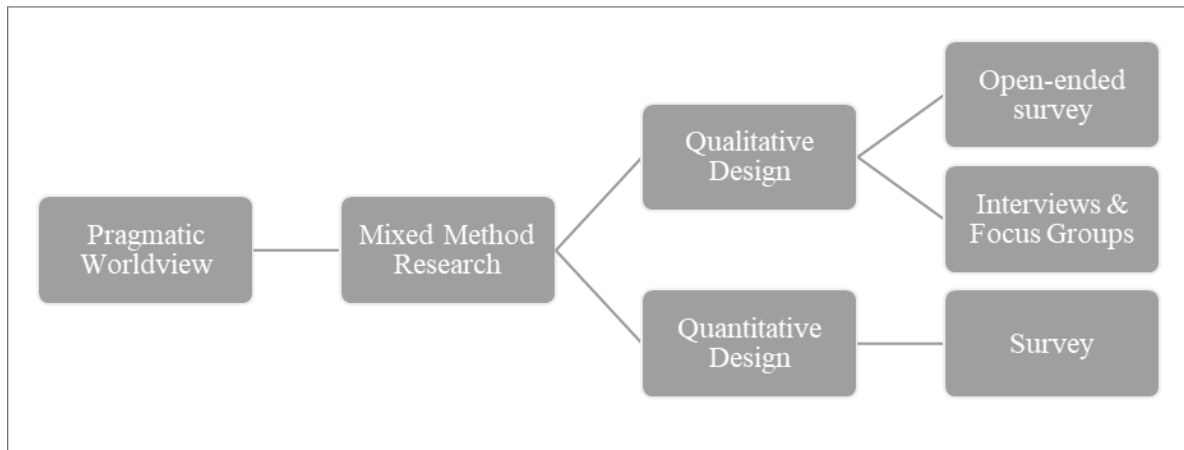 Pragmatic
Worldview
Mixed Method
Research
Qualitative
Design
Open-ended
survey
Interviews &
Focus Groups
Quantitative
Design
Survey